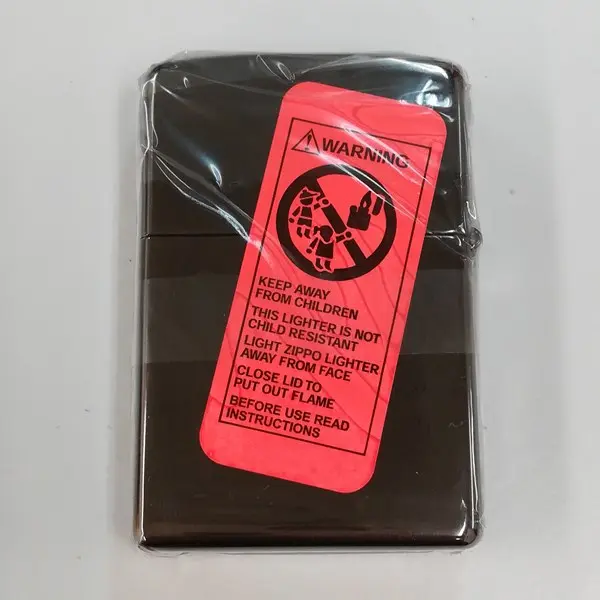 WARNING
KEEP AWAY
FROM CHILDREN
THIS LIGHTER IS NOT
CHILD RESISTANT
LIGHT ZIPPO LIGHTER
AWAY FROM FACE
CLOSE LID TO
PUT OUT FLAME
BEFORE USE READ
INSTRUCTIONS